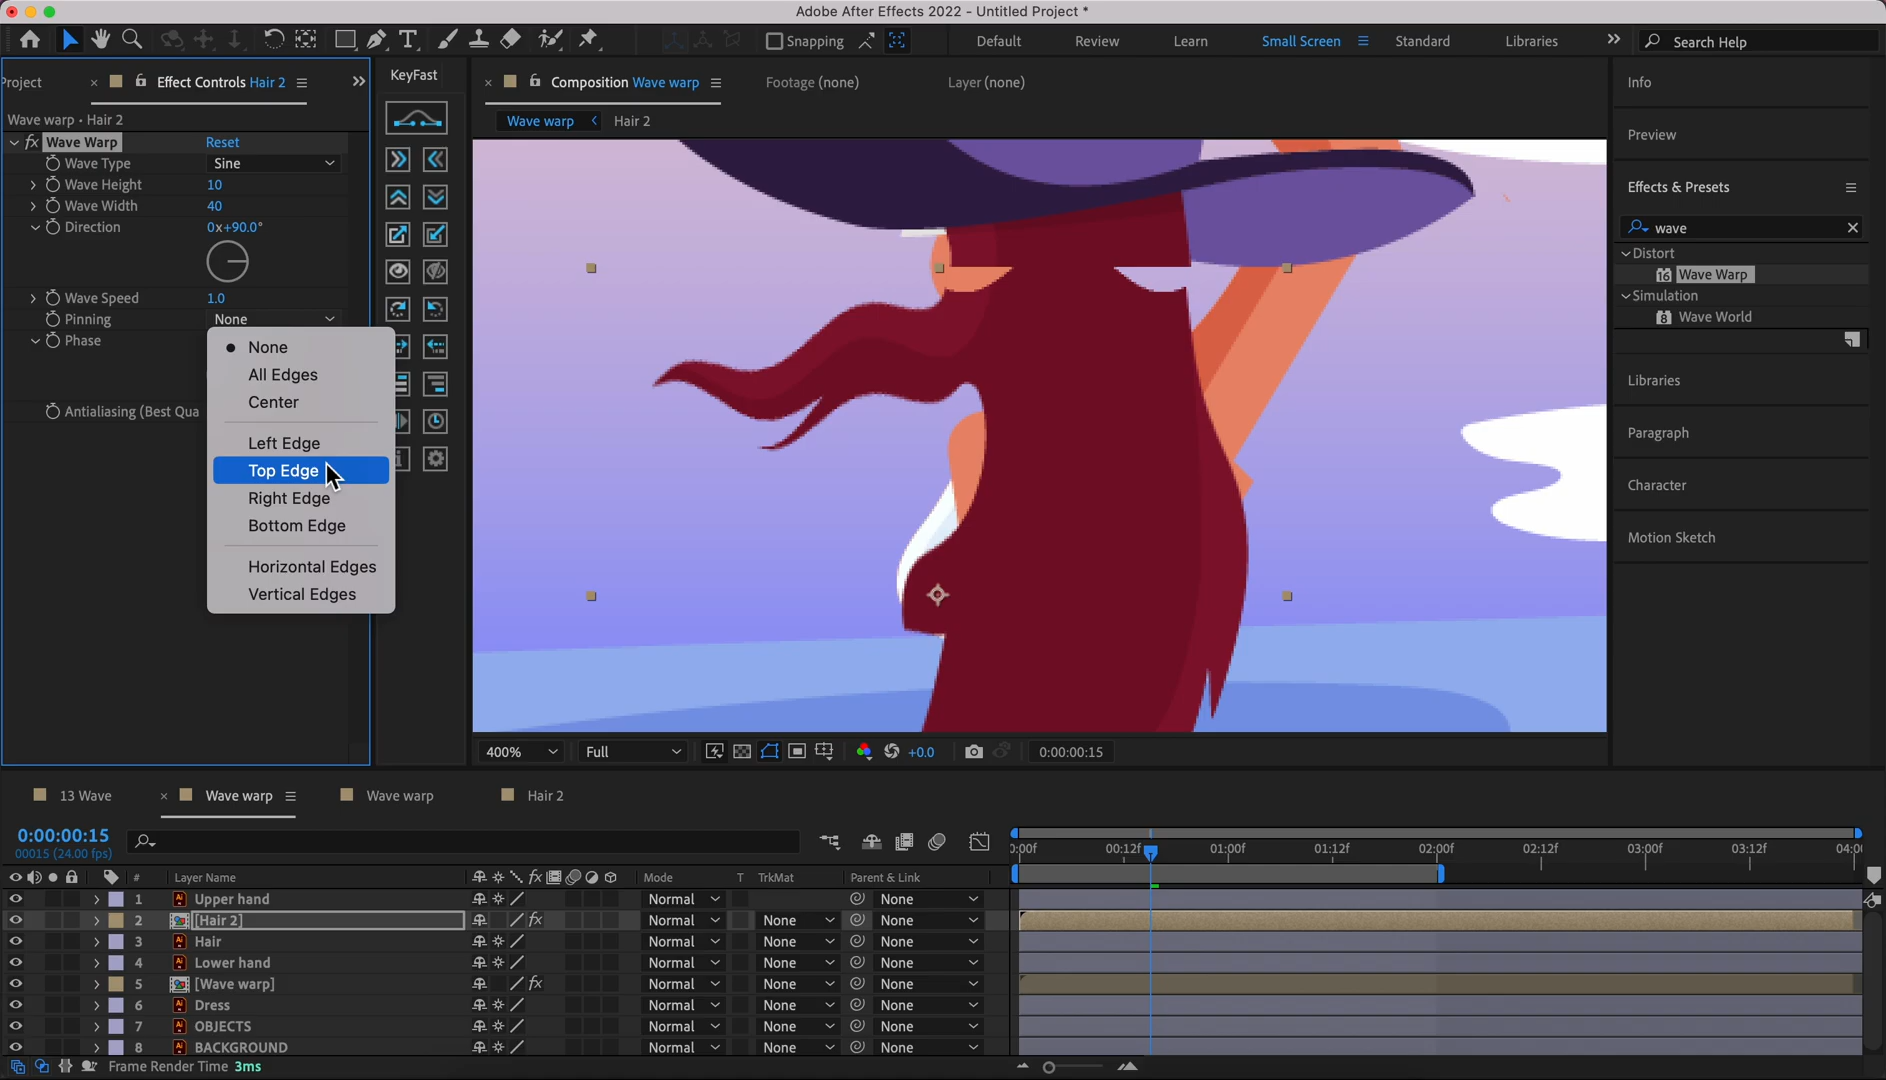 Adobe After Effects 2022 - Untitled Project *
Snapping
Default
Review
Learn
Small Screen
Standard
Libraries
Search Help
Project
Effect Controls Hair 2
KeyFast
Composition Wave warp
Footage (none)
Layer (none)
Info
Wave warp • Hair 2
Wave warp
Hair 2
Preview
fx Wave Warp Reset
Wave Type Sine
Wave Height 10
Wave Width 40
Direction 0x+90.0°
Wave Speed 1.0
Pinning None
Phase
Antialiasing (Best Qua
None
All Edges
Center
Left Edge
Top Edge
Right Edge
Bottom Edge
Horizontal Edges
Vertical Edges
Effects & Presets
wave
Distort
16 Wave Warp
Simulation
8 Wave World
Libraries
Paragraph
Character
Motion Sketch
400% Full +0.0 0:00:00:15
13 Wave
Wave warp
Wave warp
Hair 2
0:00:00:15
00015 (24.00 fps)
0:00f 00:12f 01:00f 01:12f 02:00f 02:12f 03:00f 03:12f 04:0
# Layer Name fx Mode T TrkMat Parent & Link
1 Ai Upper hand Normal None
2 [Hair 2] fx Normal None None
3 Ai Hair Normal None None
4 Ai Lower hand Normal None None
5 [Wave warp] fx Normal None None
6 Ai Dress Normal None None
7 Ai OBJECTS Normal None None
8 Ai BACKGROUND Normal None None
Frame Render Time 3ms